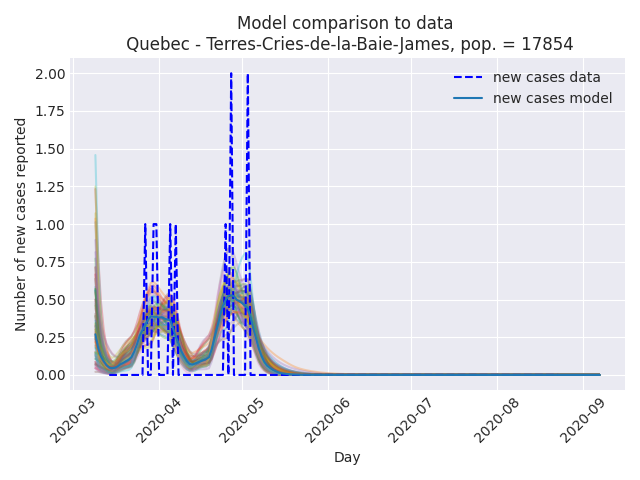 Model comparison to data
Quebec - Terres-Cries-de-la-Baie-James, pop. = 17854
new cases data
new cases model
Number of new cases reported
2.00
1.75
1.50
1.25
1.00
0.75
0.50
0.25
0.00
2020-03
2020-04
2020-05
2020-06
2020-07
2020-08
2020-09
Day